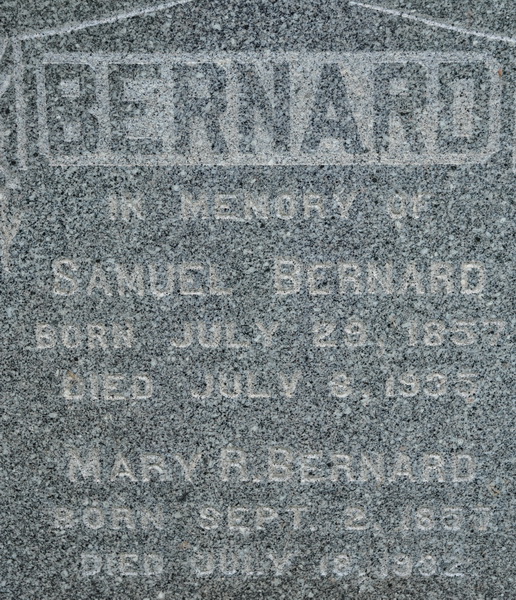 BERNARD
IN MEMORY OF
SAMUEL BERNARD
BORN JULY 29, 1857
DIED JULY 8, 1935
MARY R. BERNARD
BORN SEPT. 2, 1857
DIED JULY 18, 1932